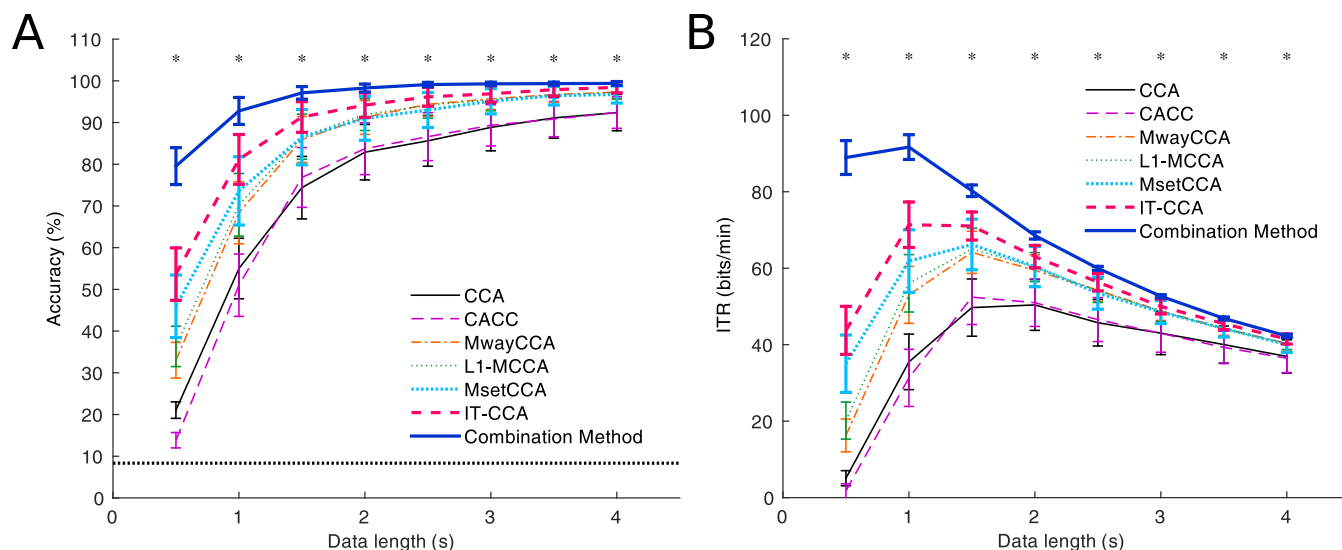 A
110
100
90
80
70
60
50
40
30
20
10
0
Accuracy (%)
* * * * * * * *
CCA
CACC
MwayCCA
L1-MCCA
MsetCCA
IT-CCA
Combination Method
0 1 2 3 4
Data length (s)
B
120
100
80
60
40
20
0
ITR (bits/min)
* * * * * * * *
CCA
CACC
MwayCCA
L1-MCCA
MsetCCA
IT-CCA
Combination Method
0 1 2 3 4
Data length (s)